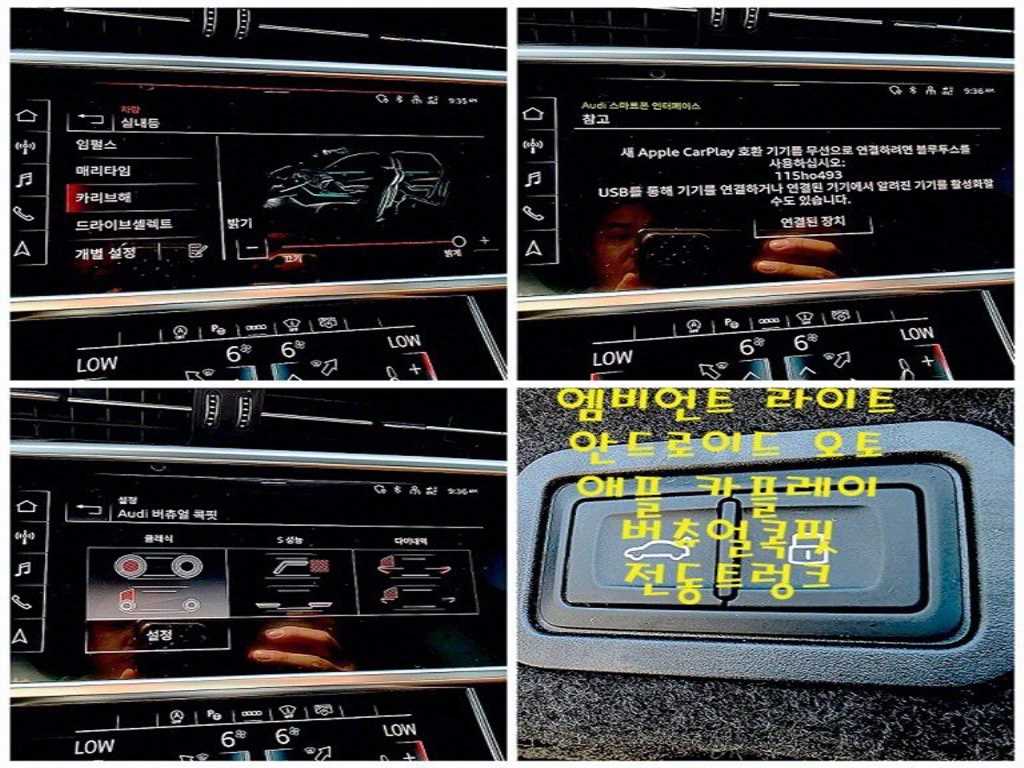 차량
실내등
9:35 AM
임펄스
매리타임
카리브해
드라이브셀렉트
개별 설정
밝기
끄기
밝게
LOW
6
6
LOW
Audi 스마트폰 인터페이스
참고
9:36 AM
새 Apple CarPlay 호환 기기를 무선으로 연결하려면 블루투스를
사용하십시오:
115ho493
USB를 통해 기기를 연결하거나 연결된 기기에서 알려진 기기를 활성화할
수도 있습니다.
연결된 장치
LOW
6
6
LOW
설정
Audi 버츄얼 콕핏
9:36 AM
클래식
S 성능
다이내믹
설정
LOW
6
6
LOW
엠비언트 라이트
안드로이드 오토
애플 카플레이
버츄얼콕핏
전동트렁크